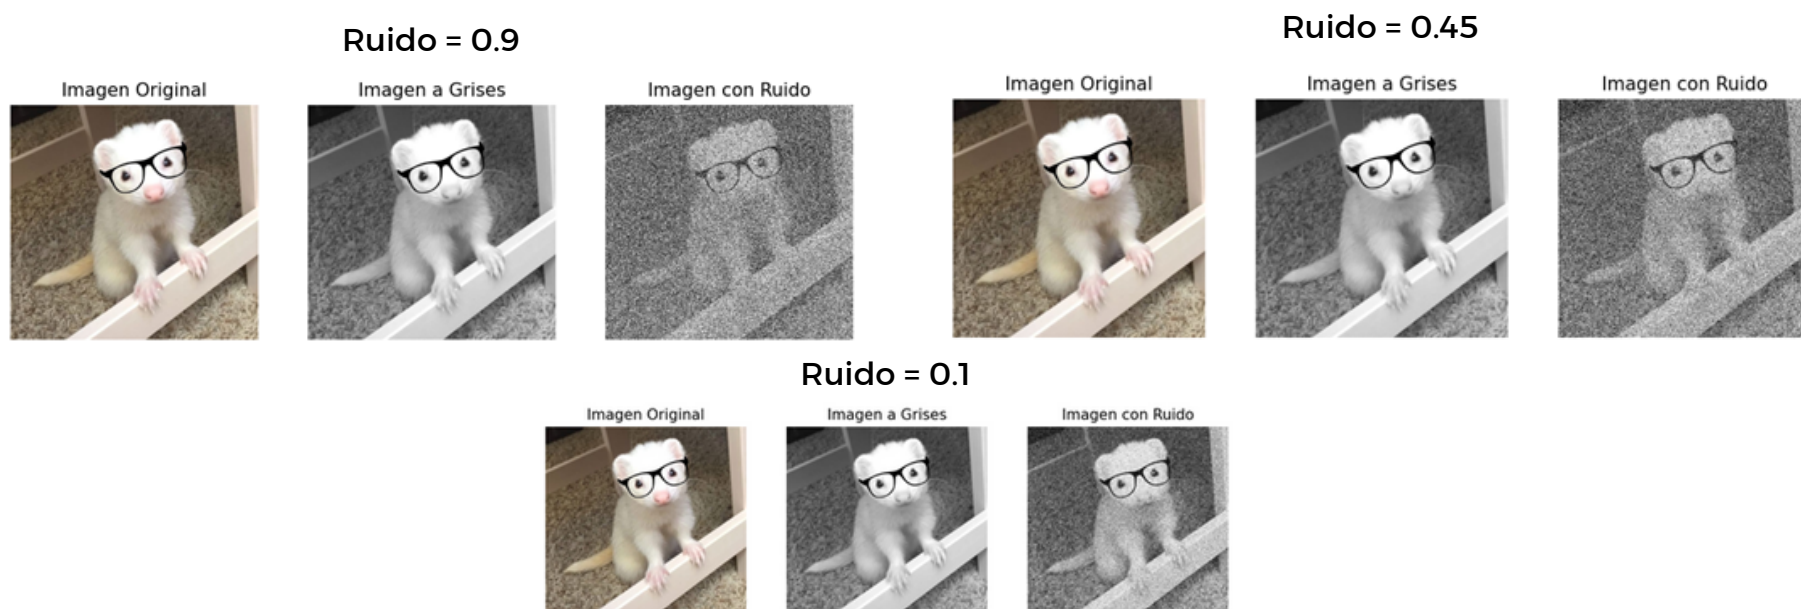 Ruido = 0.9
Imagen Original
Imagen a Grises
Imagen con Ruido
Ruido = 0.45
Imagen Original
Imagen a Grises
Imagen con Ruido
Ruido = 0.1
Imagen Original
Imagen a Grises
Imagen con Ruido